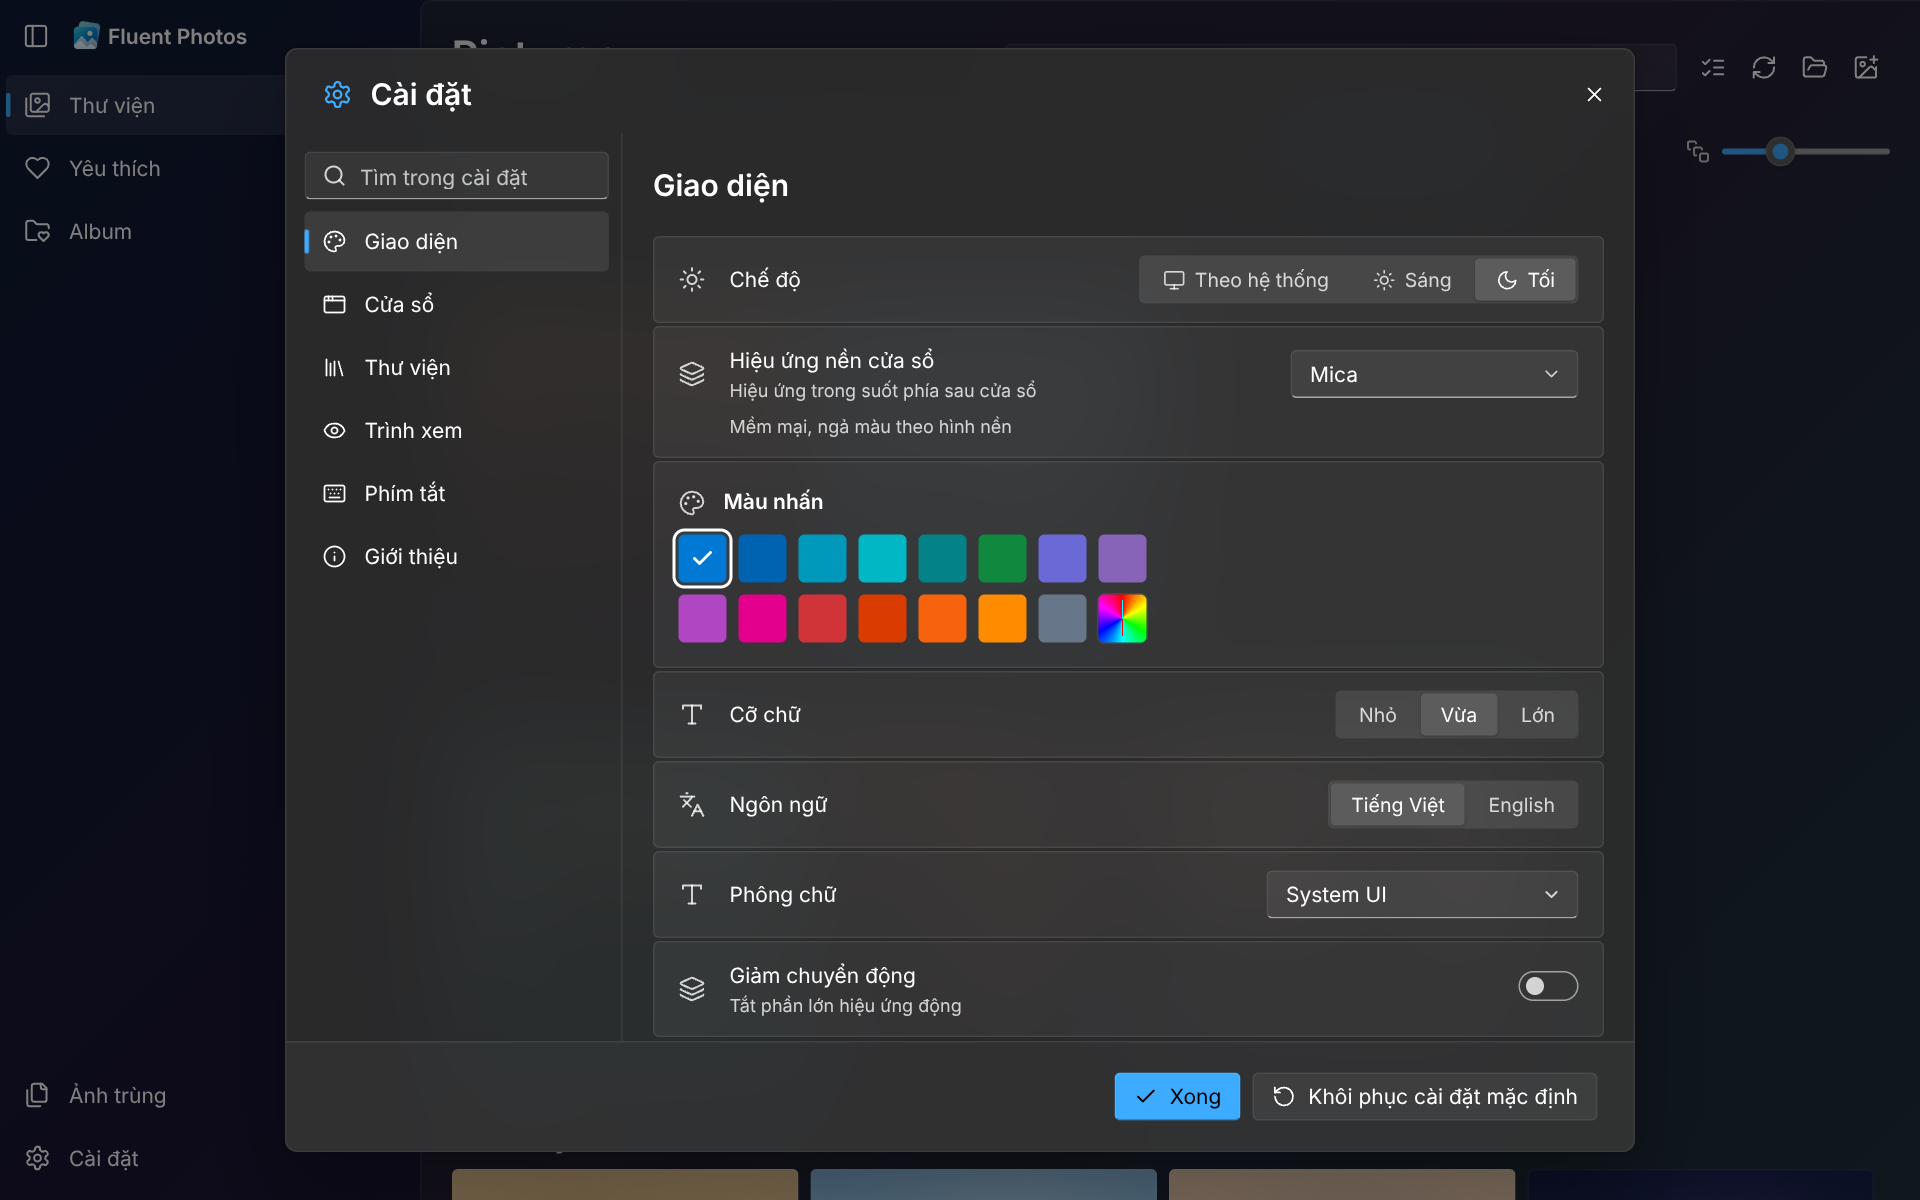 Fluent Photos
Thư viện
Yêu thích
Album
Ảnh trùng
Cài đặt
Cài đặt
Tìm trong cài đặt
Giao diện
Cửa sổ
Thư viện
Trình xem
Phím tắt
Giới thiệu
Giao diện
Chế độ
Theo hệ thống
Sáng
Tối
Hiệu ứng nền cửa sổ
Hiệu ứng trong suốt phía sau cửa sổ
Mềm mại, ngả màu theo hình nền
Mica
Màu nhấn
Cỡ chữ
Nhỏ
Vừa
Lớn
Ngôn ngữ
Tiếng Việt
English
Phông chữ
System UI
Giảm chuyển động
Tắt phần lớn hiệu ứng động
Xong
Khôi phục cài đặt mặc định